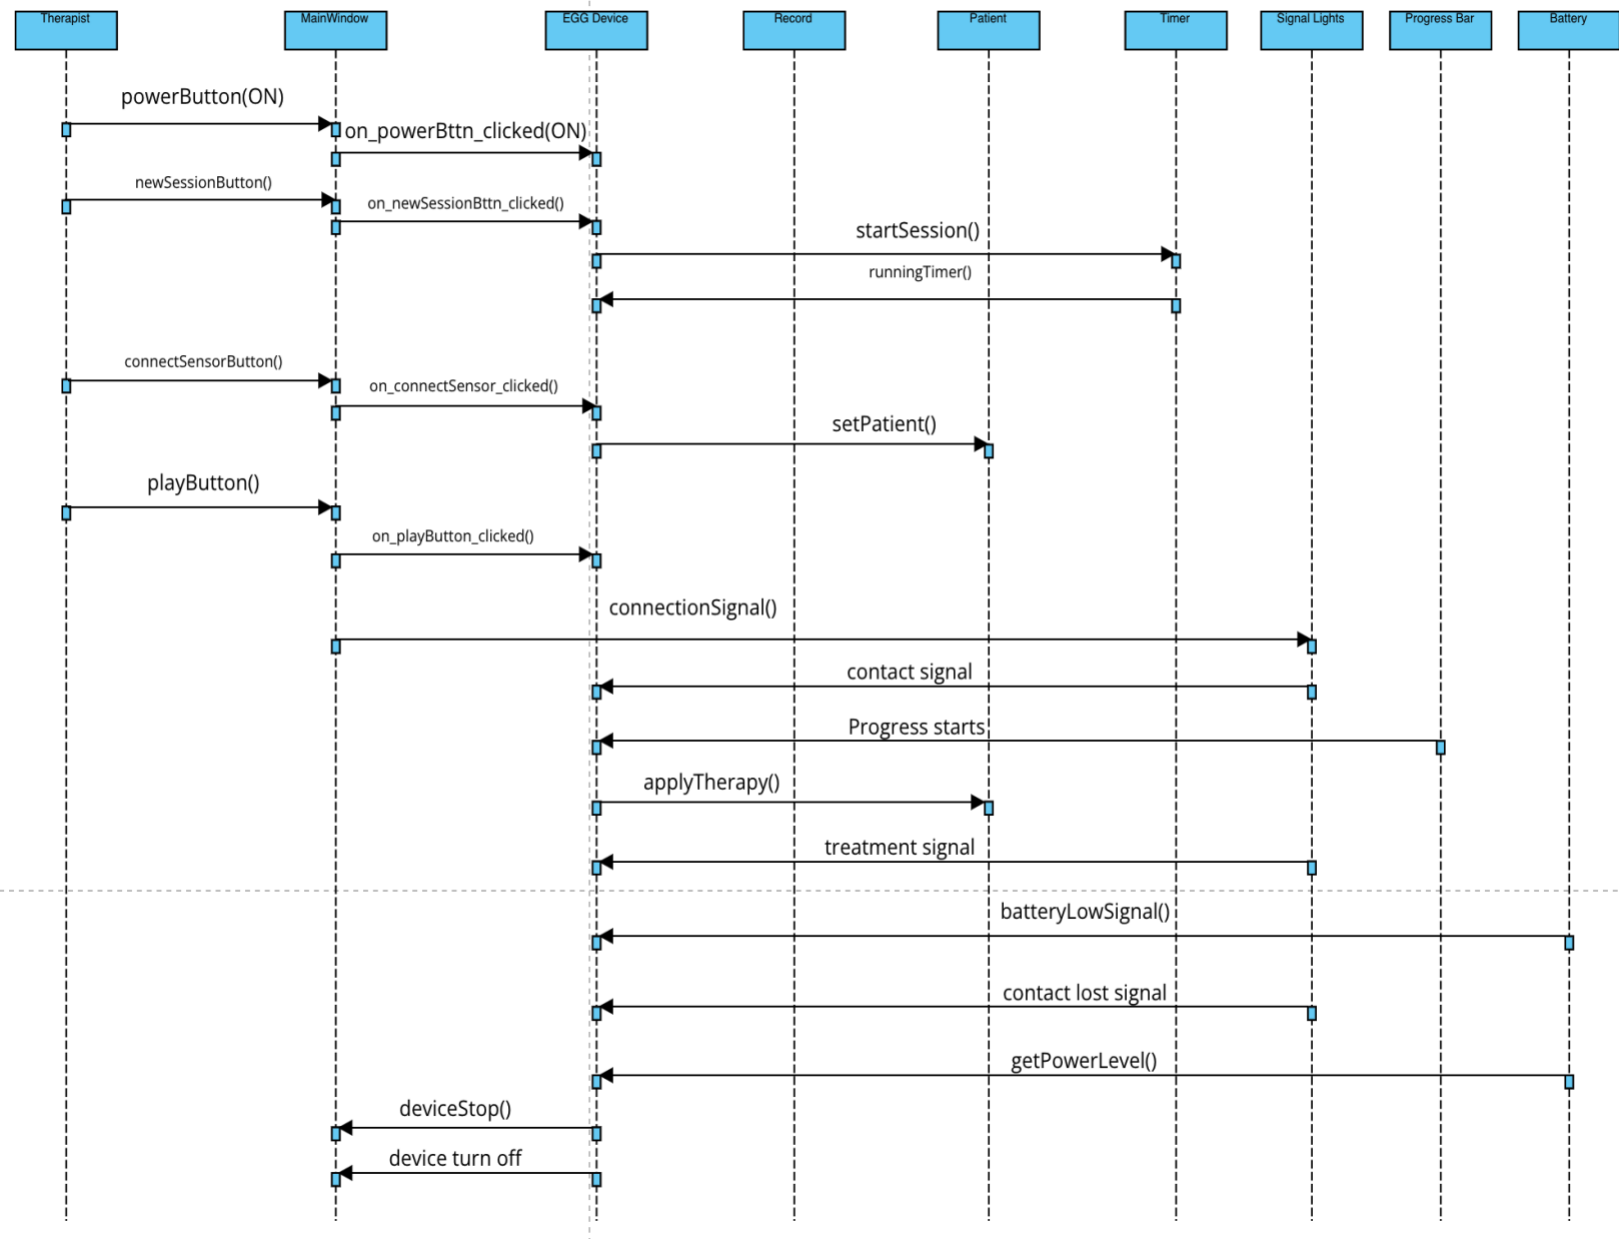 Therapist
MainWindow
EGG Device
Record
Patient
Timer
Signal Lights
Progress Bar
Battery
powerButton(ON)
on_powerBttn_clicked(ON)
newSessionButton()
on_newSessionBttn_clicked()
startSession()
runningTimer()
connectSensorButton()
on_connectSensor_clicked()
setPatient()
playButton()
on_playButton_clicked()
connectionSignal()
contact signal
Progress starts
applyTherapy()
treatment signal
batteryLowSignal()
contact lost signal
getPowerLevel()
deviceStop()
device turn off